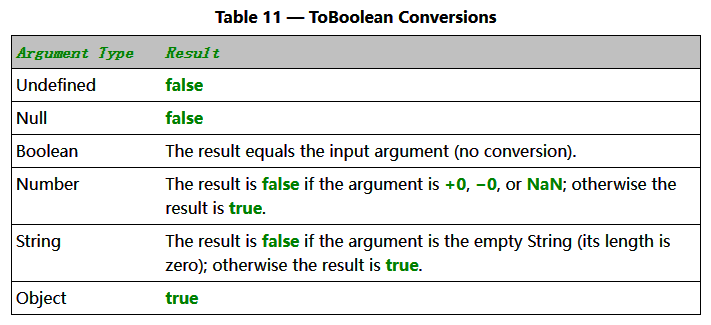 Table 11 — ToBoolean Conversions
Argument Type Result
Undefined false
Null false
Boolean The result equals the input argument (no conversion).
Number The result is false if the argument is +0, −0, or NaN; otherwise the
result is true.
String The result is false if the argument is the empty String (its length is
zero); otherwise the result is true.
Object true